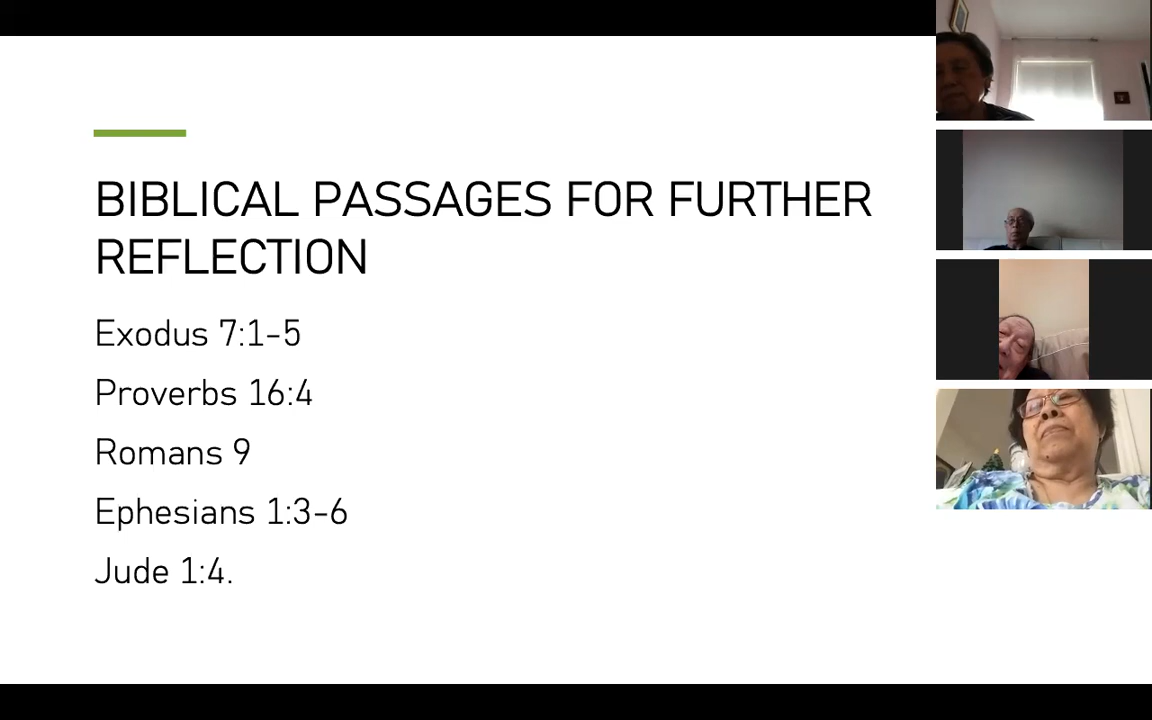 BIBLICAL PASSAGES FOR FURTHER
REFLECTION
Exodus 7:1-5
Proverbs 16:4
Romans 9
Ephesians 1:3-6
Jude 1:4.